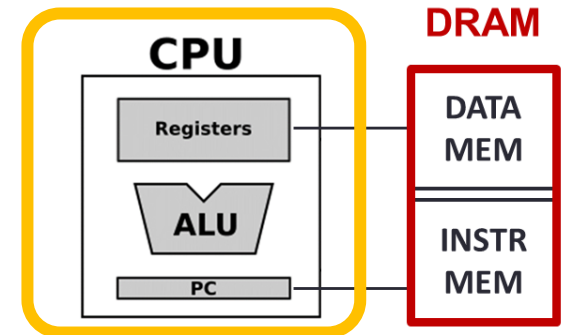 CPU
Registers
ALU
PC
DRAM
DATA
MEM
INSTR
MEM